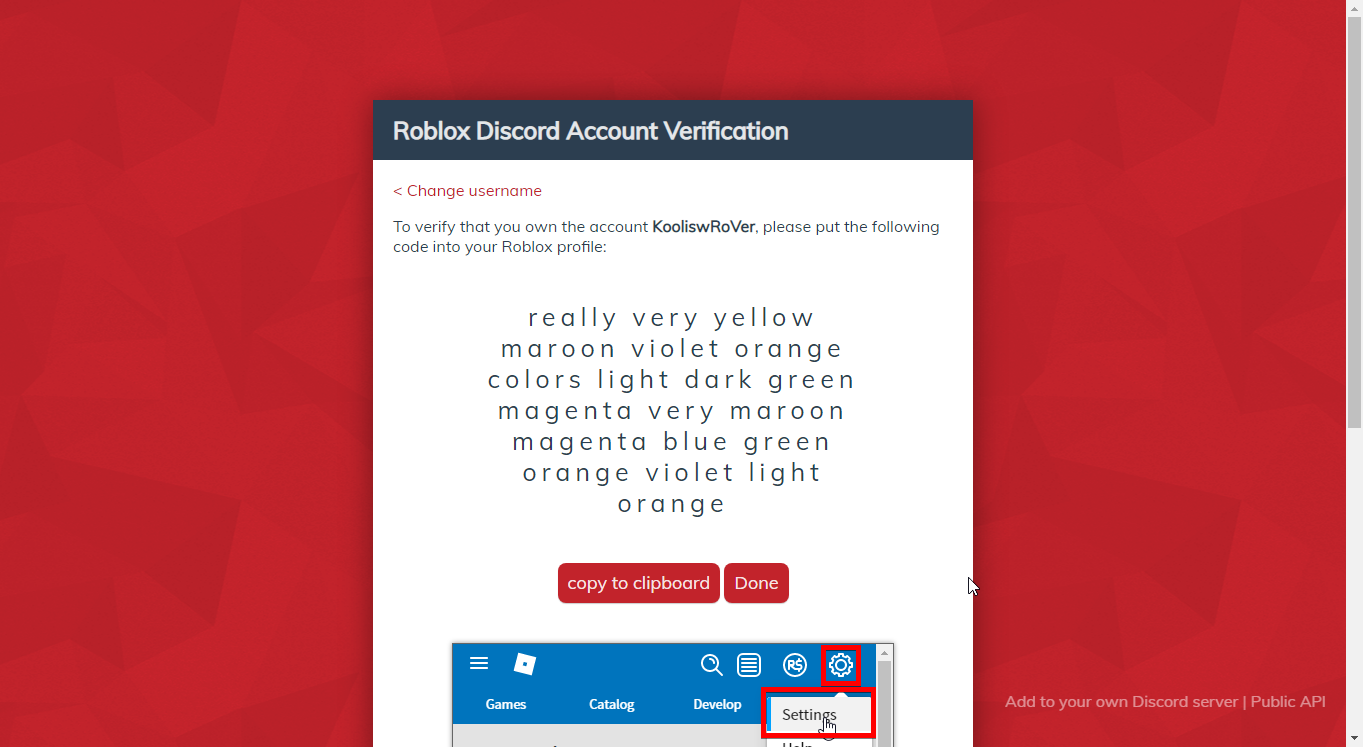 Roblox Discord Account Verification
< Change username
To verify that you own the account KooliswRoVer, please put the following
code into your Roblox profile:
really very yellow
maroon violet orange
colors light dark green
magenta very maroon
magenta blue green
orange violet light
orange
copy to clipboard Done
R$
Games Catalog Develop
Settings
Help
Add to your own Discord server | Public API